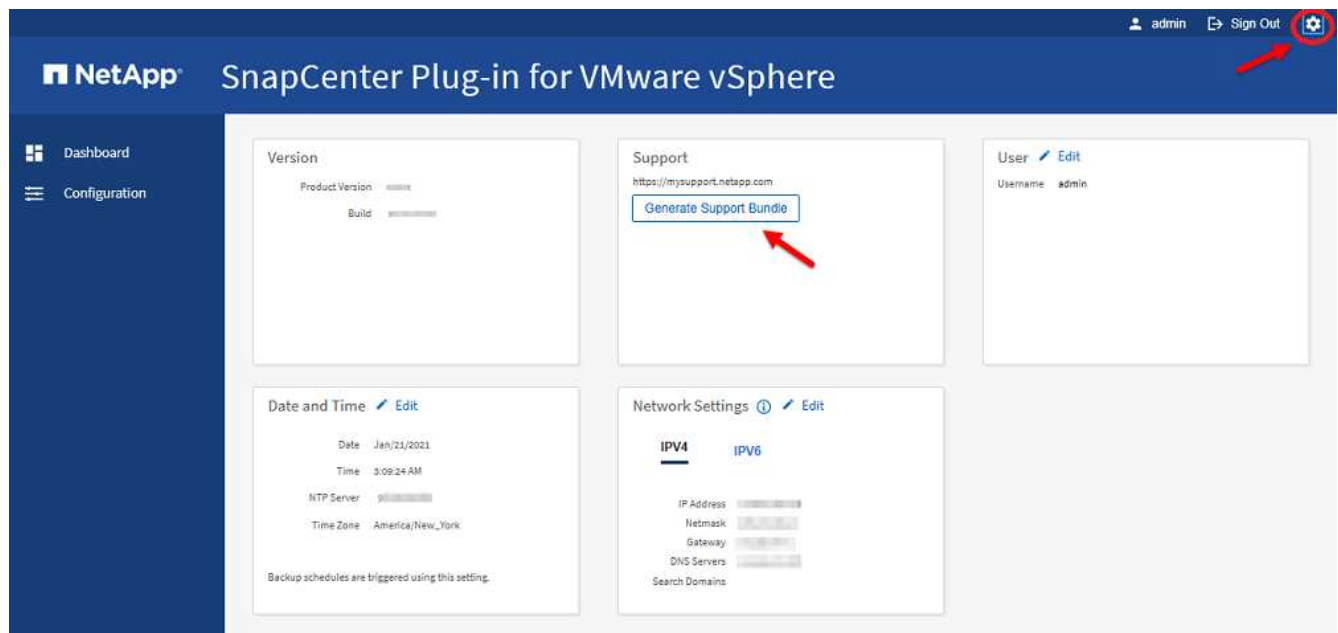 admin Sign Out
NetApp SnapCenter Plug-in for VMware vSphere
Dashboard
Configuration
Version
Product Version
Build
Support
https://mysupport.netapp.com
Generate Support Bundle
User Edit
Username admin
Date and Time Edit
Date Jan/21/2021
Time 3:09:24 AM
NTP Server
Time Zone America/New_York
Backup schedules are triggered using this setting.
Network Settings Edit
IPV4 IPV6
IP Address
Netmask
Gateway
DNS Servers
Search Domains